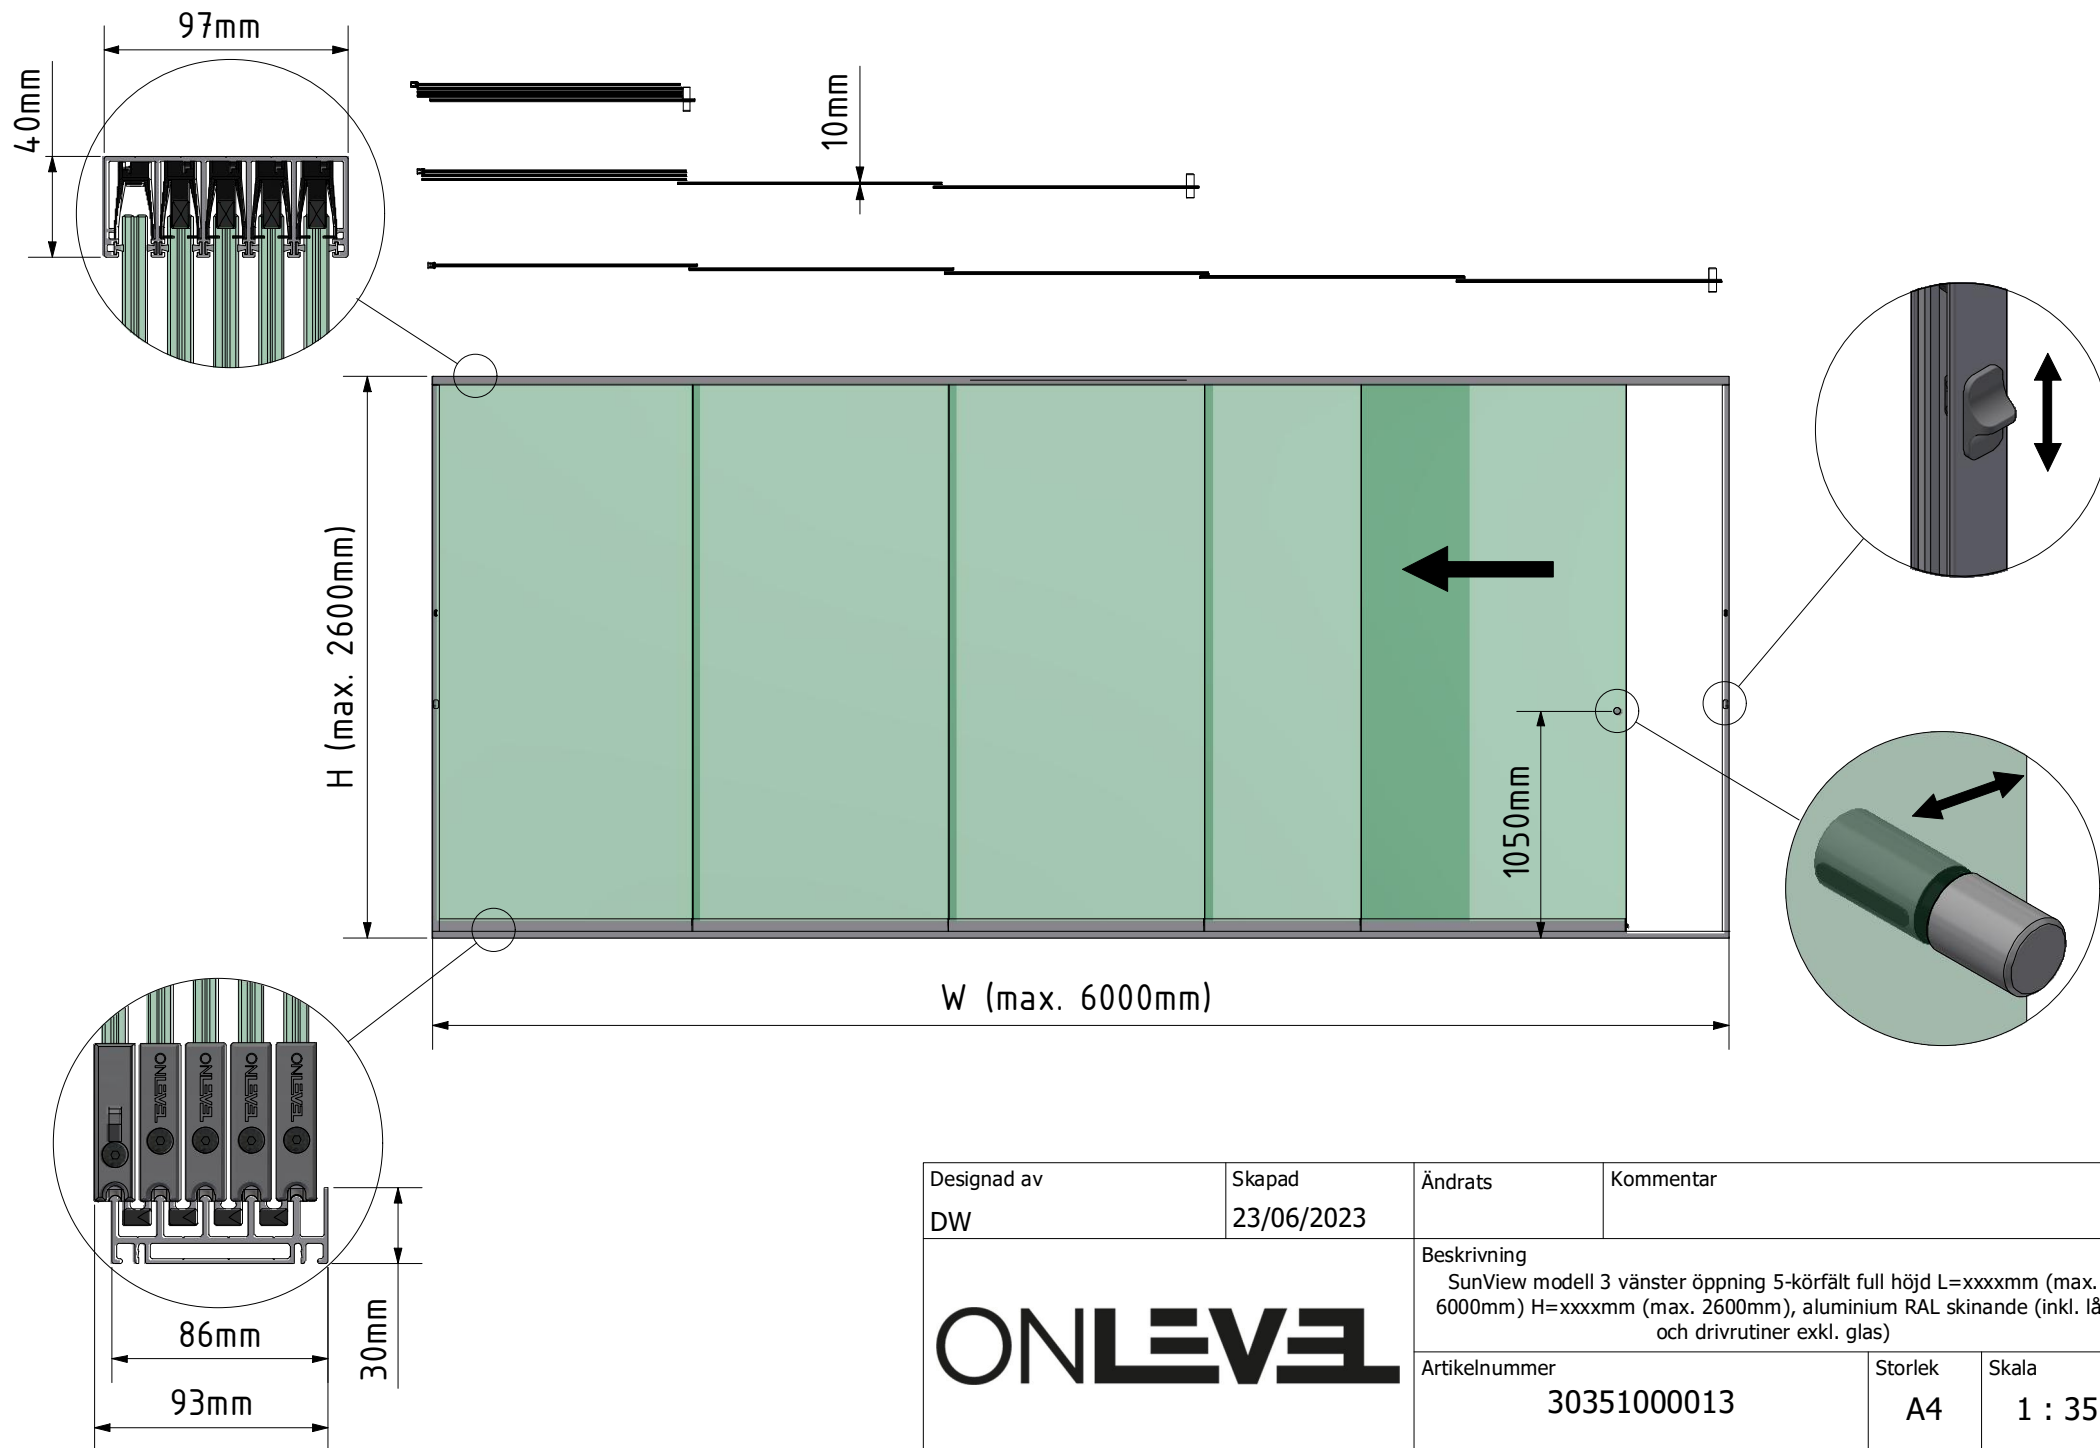 97mm
40mm
10mm
H (max. 2600mm)
1050mm
W (max. 6000mm)
ONLEVEL
ONLEVEL
ONLEVEL
ONLEVEL
30mm
86mm
93mm
Designad av
DW
Skapad
23/06/2023
Ändrats
Kommentar
ONLEVEL
Beskrivning
SunView modell 3 vänster öppning 5-körfält full höjd L=xxxxmm (max.
6000mm) H=xxxxmm (max. 2600mm), aluminium RAL skinande (inkl. lå
och drivrutiner exkl. glas)
Artikelnummer
30351000013
Storlek
A4
Skala
1 : 35